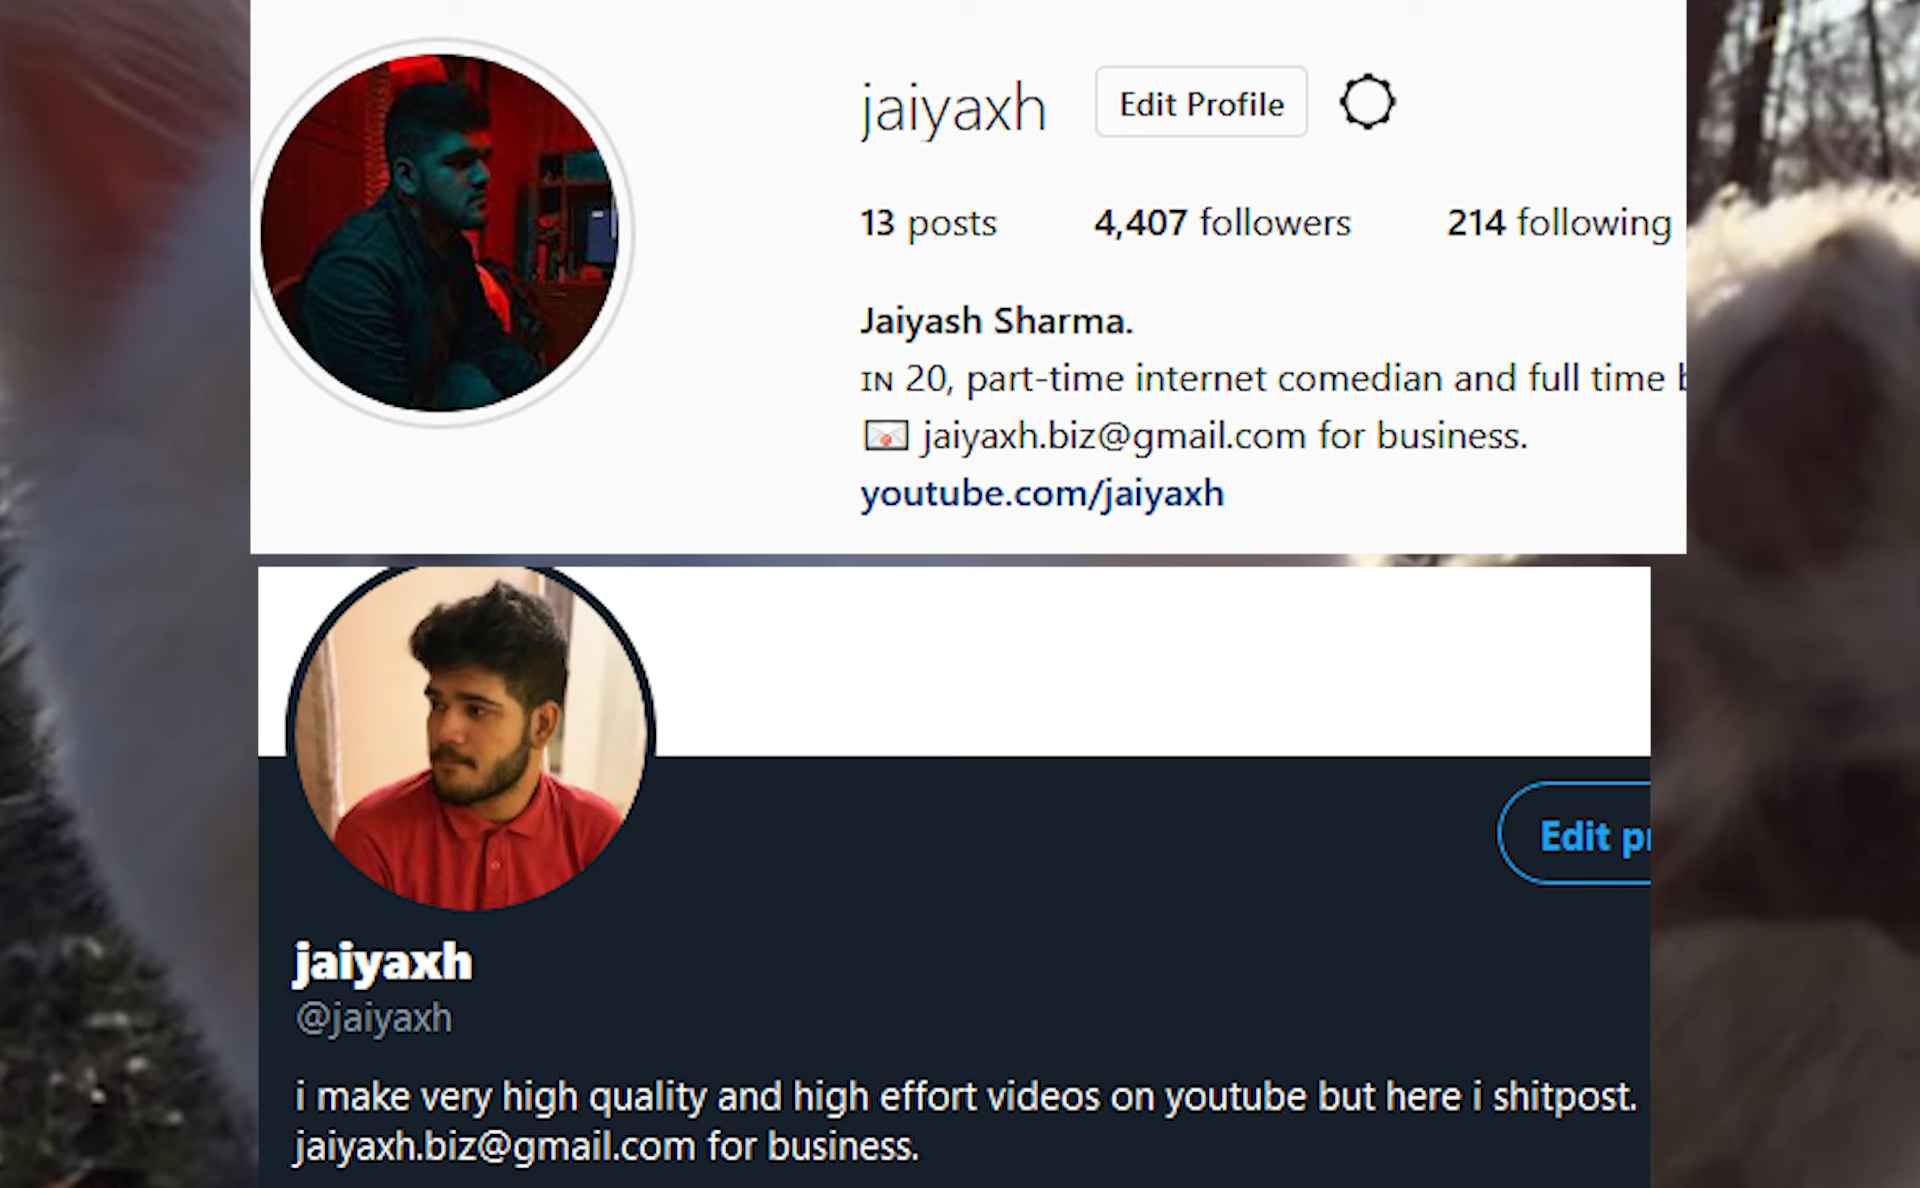 jaiyaxh Edit Profile
13 posts 4,407 followers 214 following
Jaiyash Sharma.
IN 20, part-time internet comedian and full time
💌 jaiyaxh.biz@gmail.com for business.
youtube.com/jaiyaxh
Edit
jaiyaxh
@jaiyaxh
i make very high quality and high effort videos on youtube but here i shitpost.
jaiyaxh.biz@gmail.com for business.